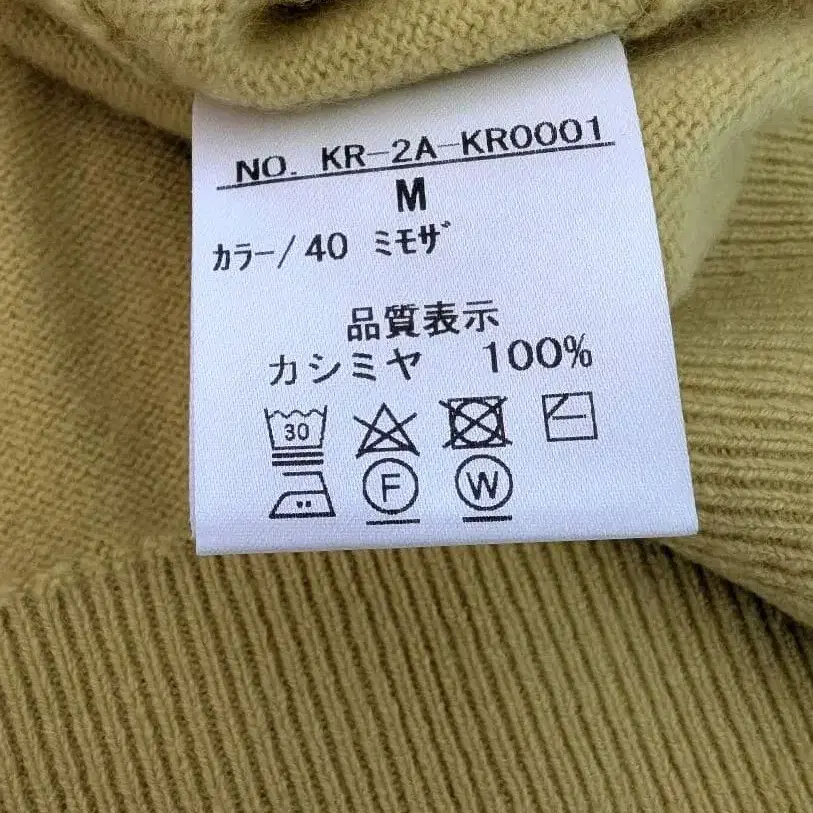 NO. KR-2A-KR0001
M
カラー/40 ミモザ
品質表示
カシミヤ 100%
30
F W